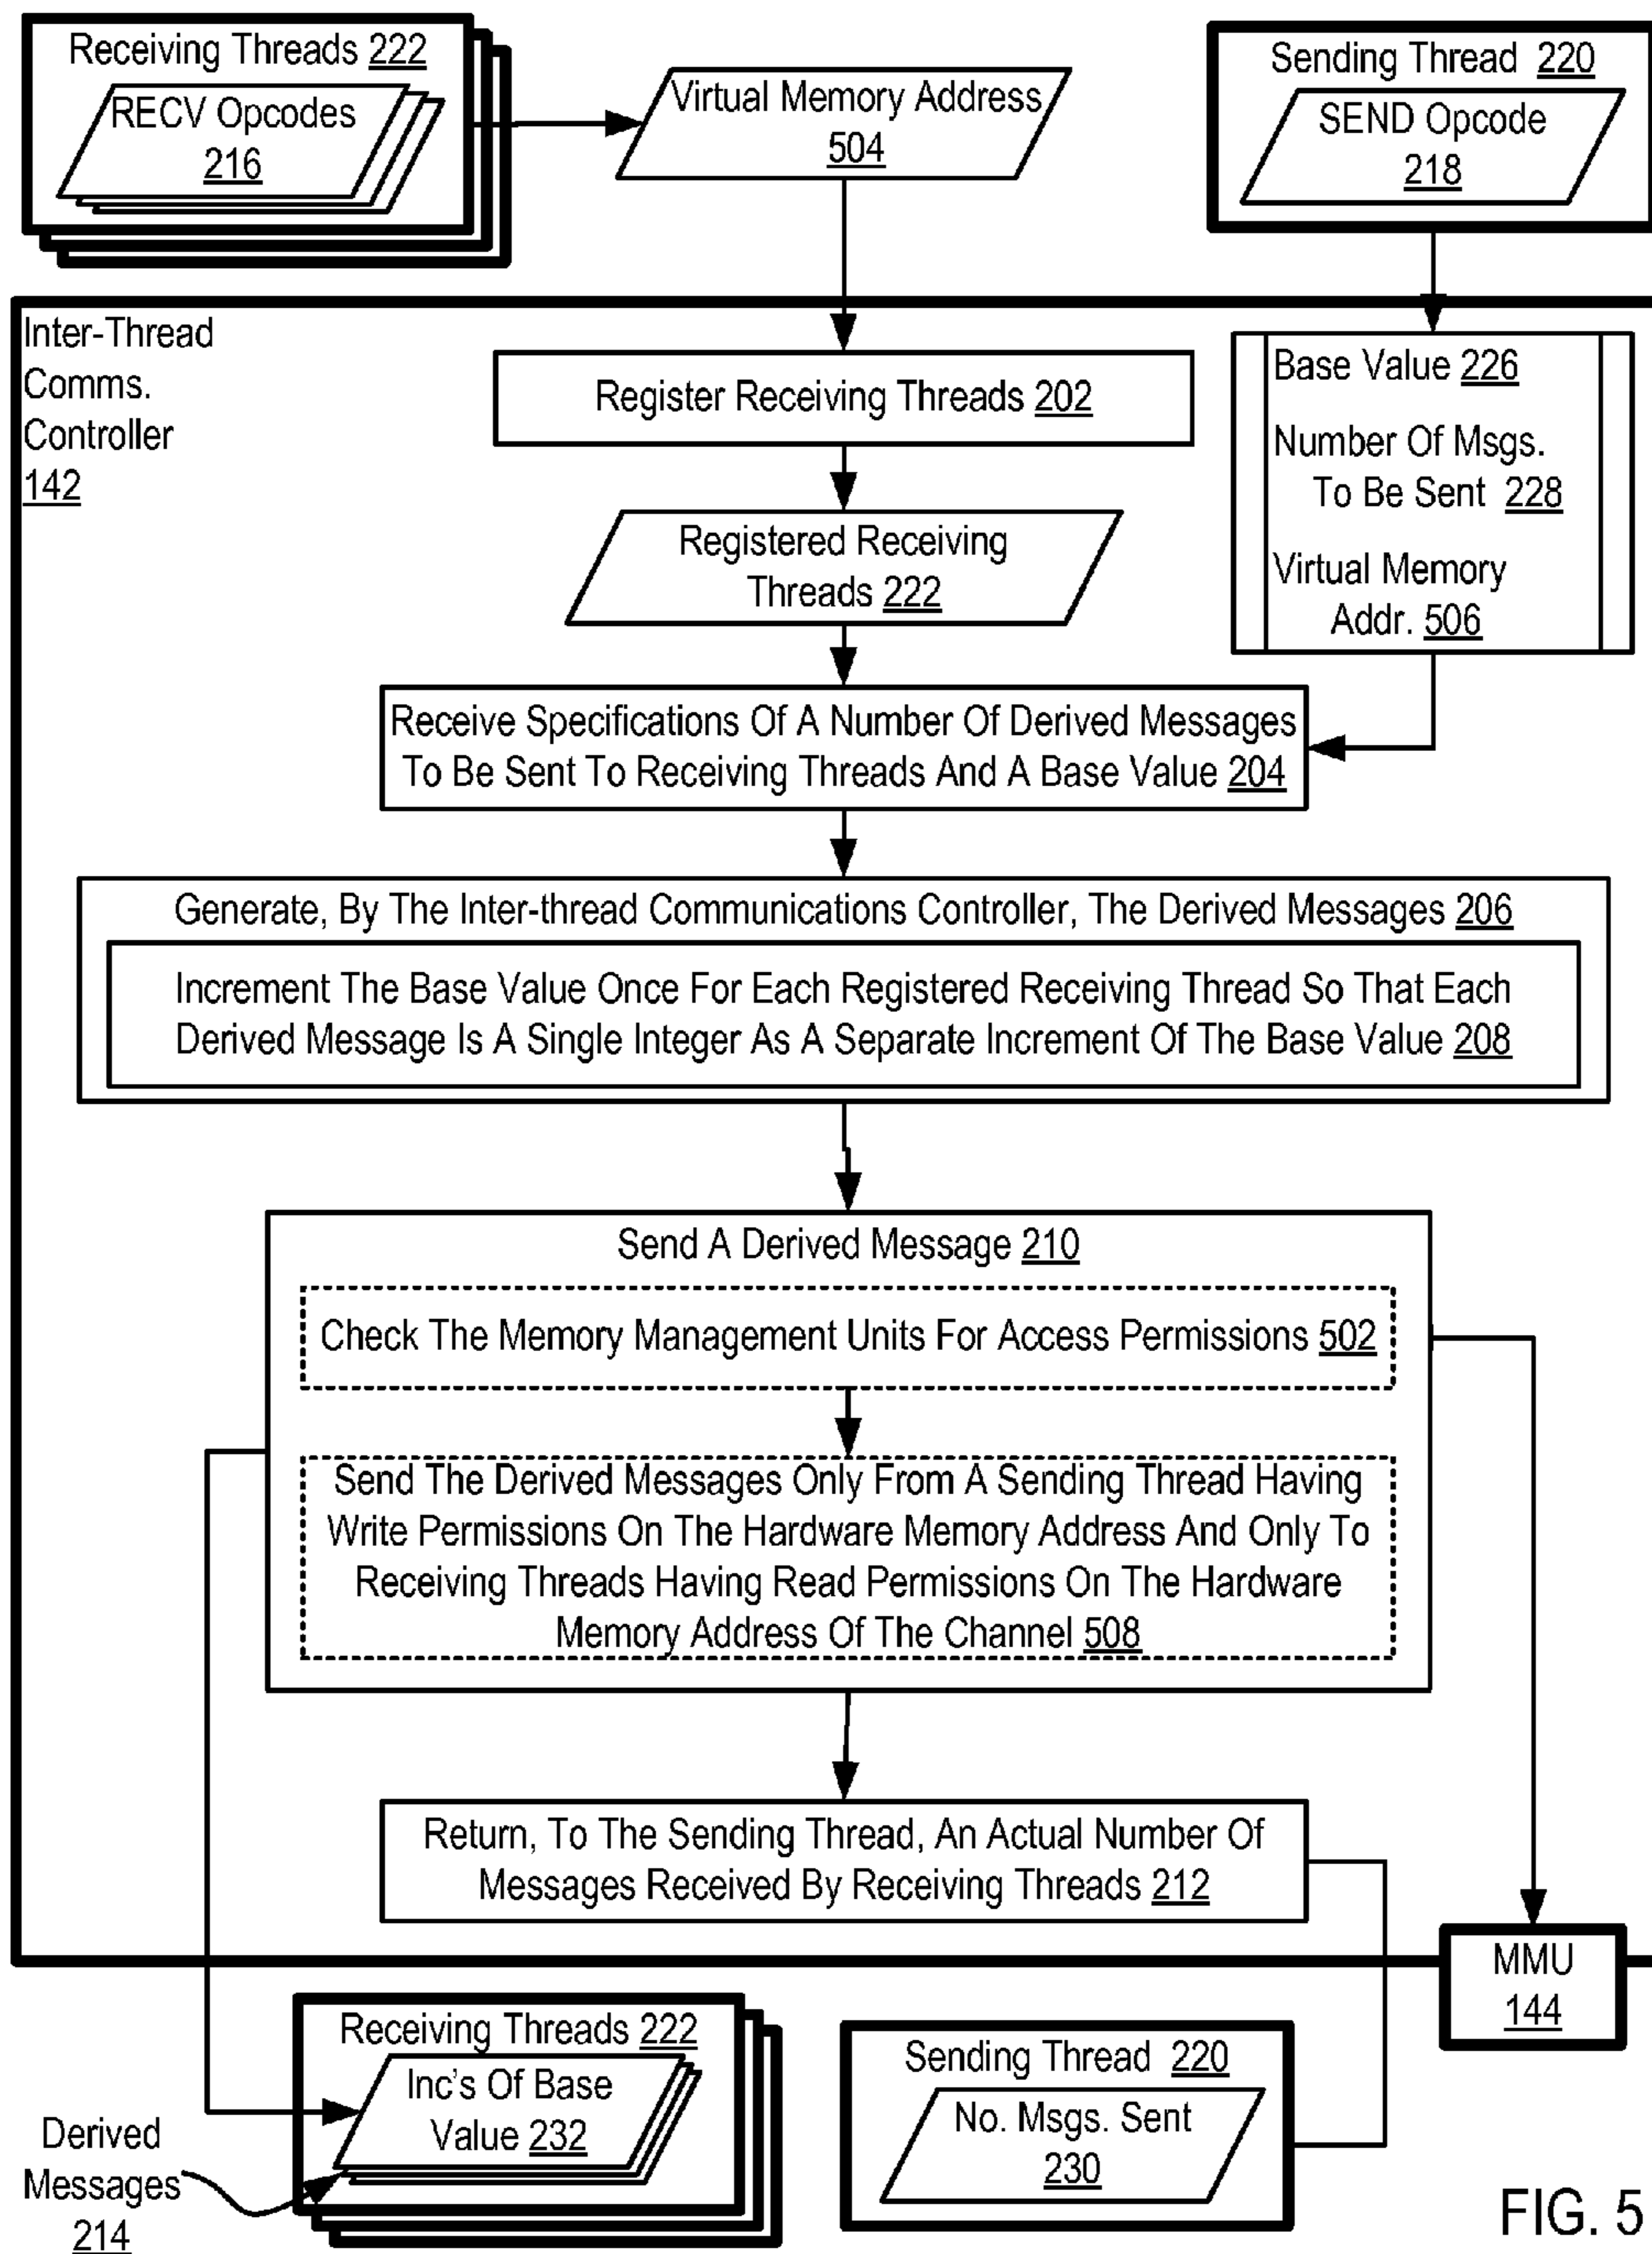 Receiving Threads 222
RECV Opcodes
216
Virtual Memory Address
504
Sending Thread 220
SEND Opcode
218
Inter-Thread
Comms.
Controller
142
Register Receiving Threads 202
Base Value 226
Number Of Msgs.
To Be Sent 228
Virtual Memory
Addr. 506
Registered Receiving
Threads 222
Receive Specifications Of A Number Of Derived Messages
To Be Sent To Receiving Threads And A Base Value 204
Generate, By The Inter-thread Communications Controller, The Derived Messages 206
Increment The Base Value Once For Each Registered Receiving Thread So That Each
Derived Message Is A Single Integer As A Separate Increment Of The Base Value 208
Send A Derived Message 210
Check The Memory Management Units For Access Permissions 502
Send The Derived Messages Only From A Sending Thread Having
Write Permissions On The Hardware Memory Address And Only To
Receiving Threads Having Read Permissions On The Hardware
Memory Address Of The Channel 508
Return, To The Sending Thread, An Actual Number Of
Messages Received By Receiving Threads 212
MMU
144
Receiving Threads 222
Inc's Of Base
Value 232
Sending Thread 220
No. Msgs. Sent
230
Derived
Messages
214
FIG. 5